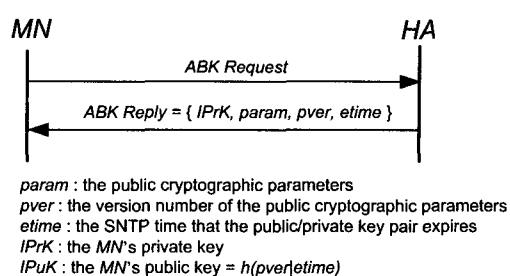 MN HA
ABK Request
ABK Reply = { IPrK, param, pver, etime }
param : the public cryptographic parameters
pver : the version number of the public cryptographic parameters
etime : the SNTP time that the public/private key pair expires
IPrK : the MN's private key
IPuK : the MN's public key = h(pver|etime)